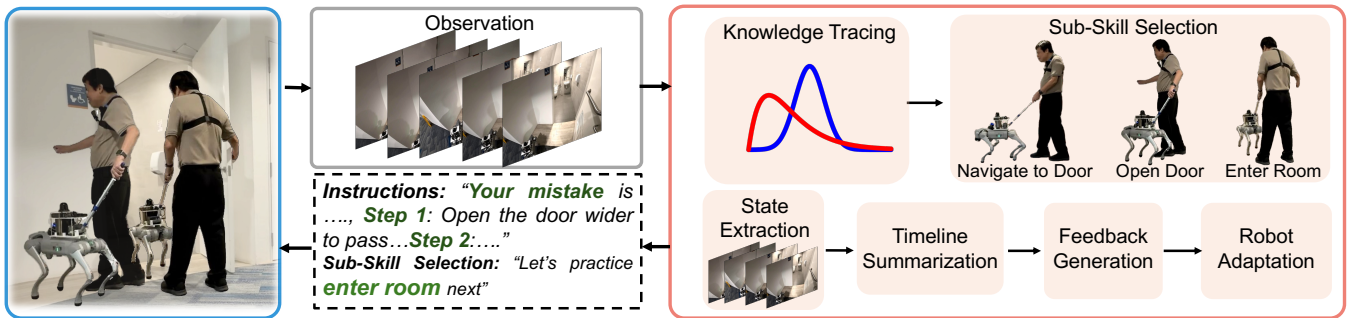 Observation
Instructions: “Your mistake is
…., Step 1: Open the door wider
to pass…Step 2:….”
Sub-Skill Selection: “Let’s practice
enter room next”
Knowledge Tracing
Sub-Skill Selection
Navigate to Door
Open Door
Enter Room
State
Extraction
Timeline
Summarization
Feedback
Generation
Robot
Adaptation